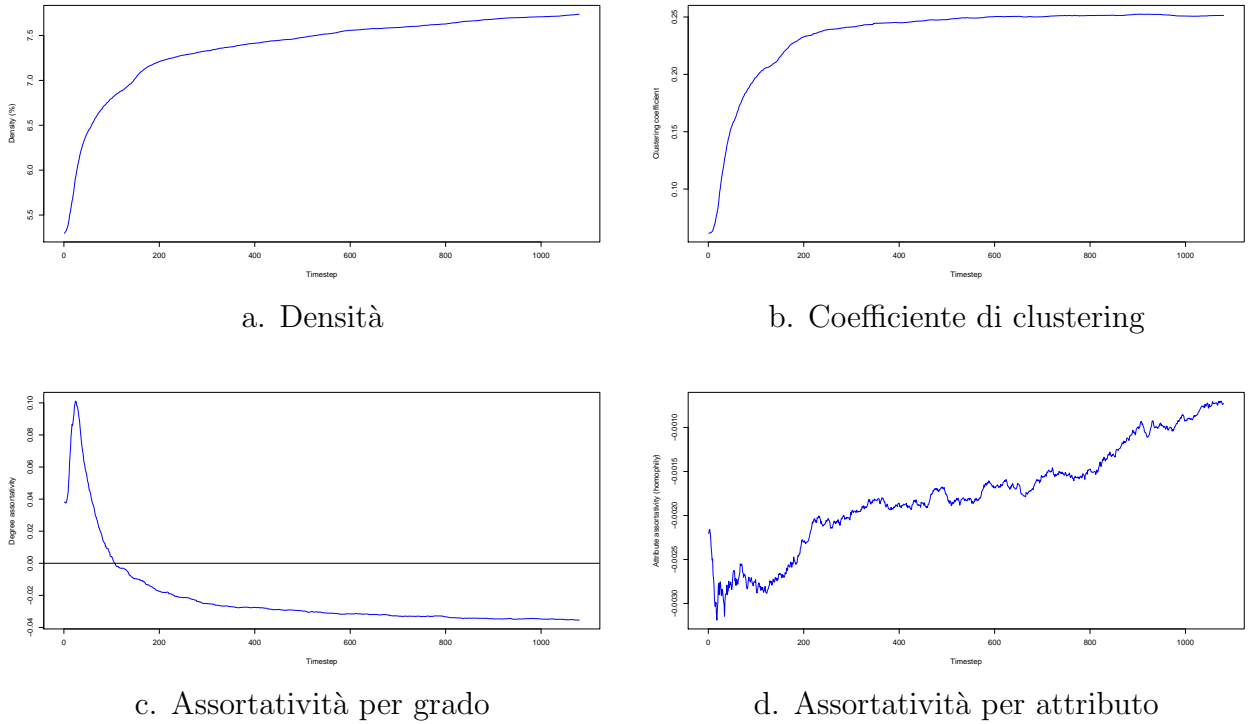 7.5
7.0
6.5
6.0
5.5
Density (%)
0 200 400 600 800 1000
Timestep
a. Densità
0.25
0.20
0.15
0.10
Clustering coefficient
0 200 400 600 800 1000
Timestep
b. Coefficiente di clustering
0.10
0.08
0.06
0.04
0.02
0.00
-0.02
-0.04
Degree assortativity
0 200 400 600 800 1000
Timestep
c. Assortatività per grado
-0.0010
-0.0015
-0.0020
-0.0025
-0.0030
Attribute assortativity (homophily)
0 200 400 600 800 1000
Timestep
d. Assortatività per attributo